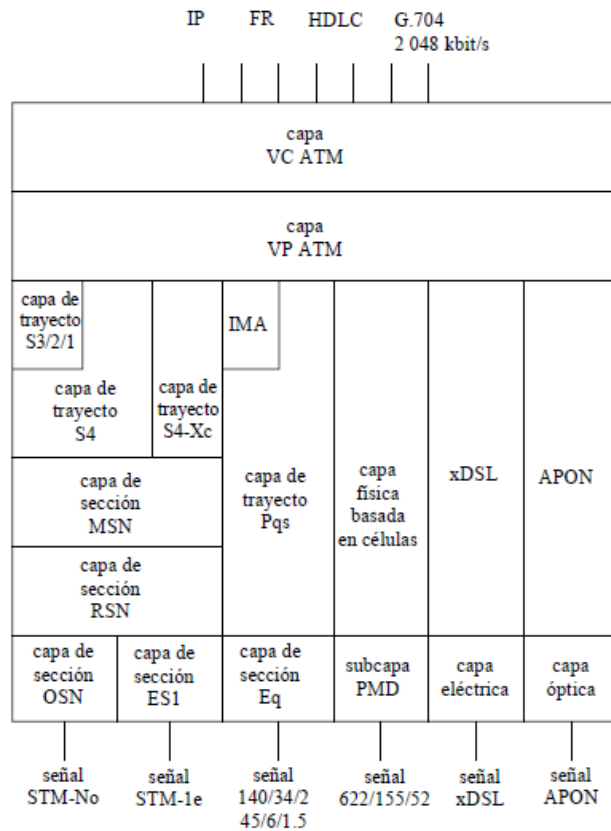 IP FR HDLC G.704
2 048 kbit/s
capa
VC ATM
capa
VP ATM
capa de
trayecto
S3/2/1
IMA
capa de
trayecto
S4
capa de
trayecto
S4-Xc
capa de
trayecto
Pqs
capa
física
basada
en células
xDSL
APON
capa de
sección
MSN
capa de
sección
RSN
capa de
sección
OSN
capa de
sección
ES1
capa de
sección
Eq
subcapa
PMD
capa
eléctrica
capa
óptica
señal
STM-No
señal
STM-1e
señal
140/34/2
45/6/1.5
señal
622/155/52
señal
xDSL
señal
APON